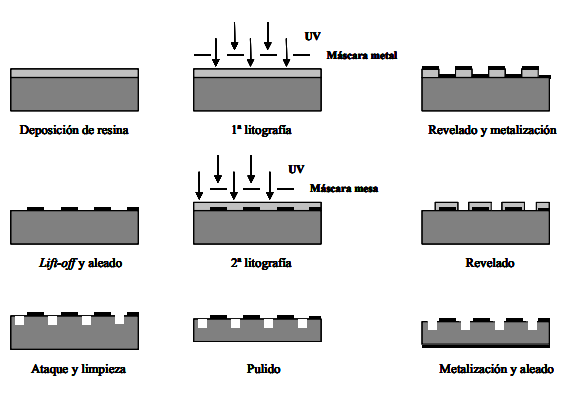 UV
Máscara metal
Deposición de resina
1ª litografía
Revelado y metalización
UV
Máscara mesa
Lift-off y aleado
2ª litografía
Revelado
Ataque y limpieza
Pulido
Metalización y aleado